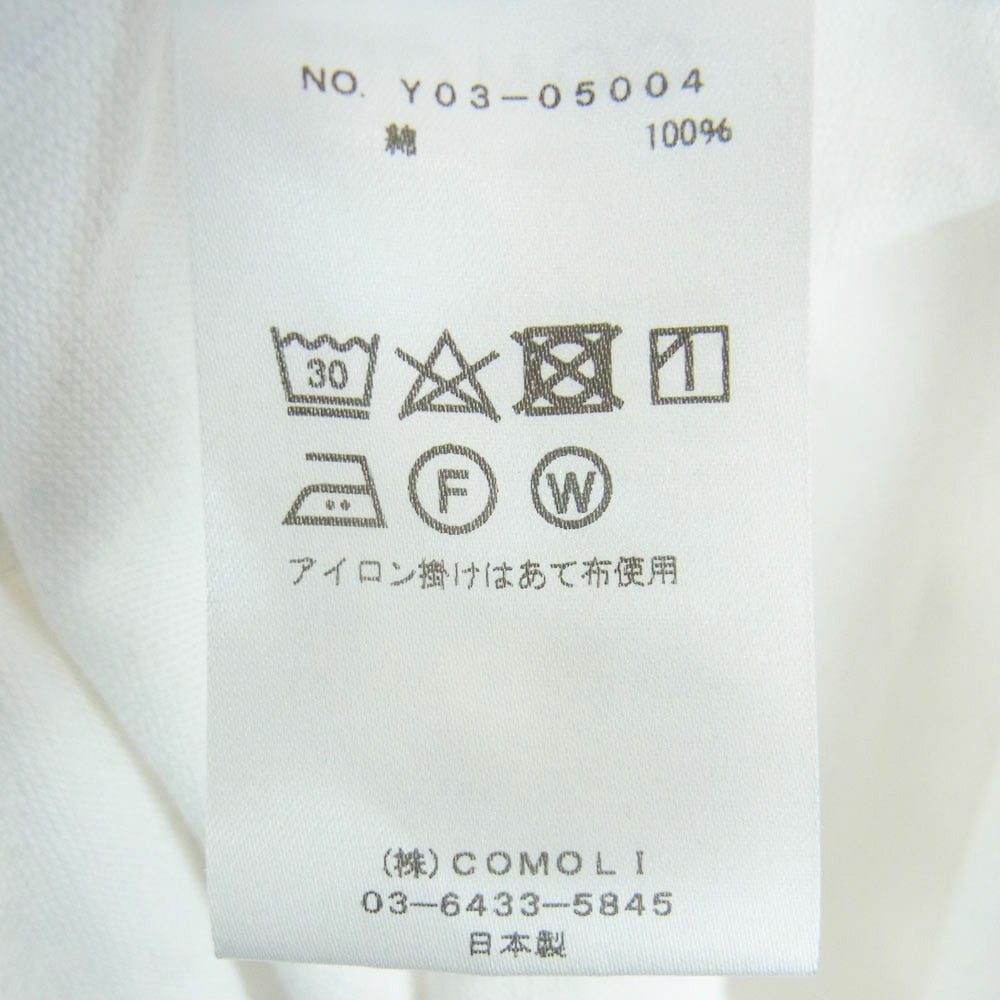 NO. Y03-05004
綿 100%
30
F W
アイロン掛けはあて布使用
(株)COMOLI
03-6433-5845
日本製